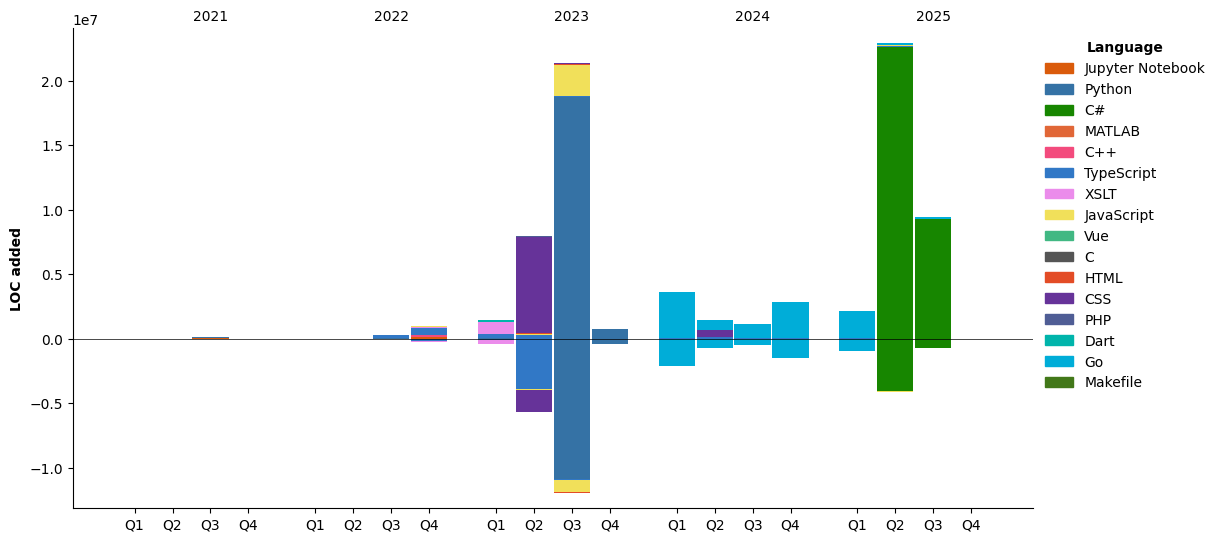 1e7
2021 2022 2023 2024 2025
Language
Jupyter Notebook
Python
C#
MATLAB
C++
TypeScript
XSLT
JavaScript
Vue
C
HTML
CSS
PHP
Dart
Go
Makefile
LOC added
2.0
1.5
1.0
0.5
0.0
−0.5
−1.0
Q1 Q2 Q3 Q4 Q1 Q2 Q3 Q4 Q1 Q2 Q3 Q4 Q1 Q2 Q3 Q4 Q1 Q2 Q3 Q4